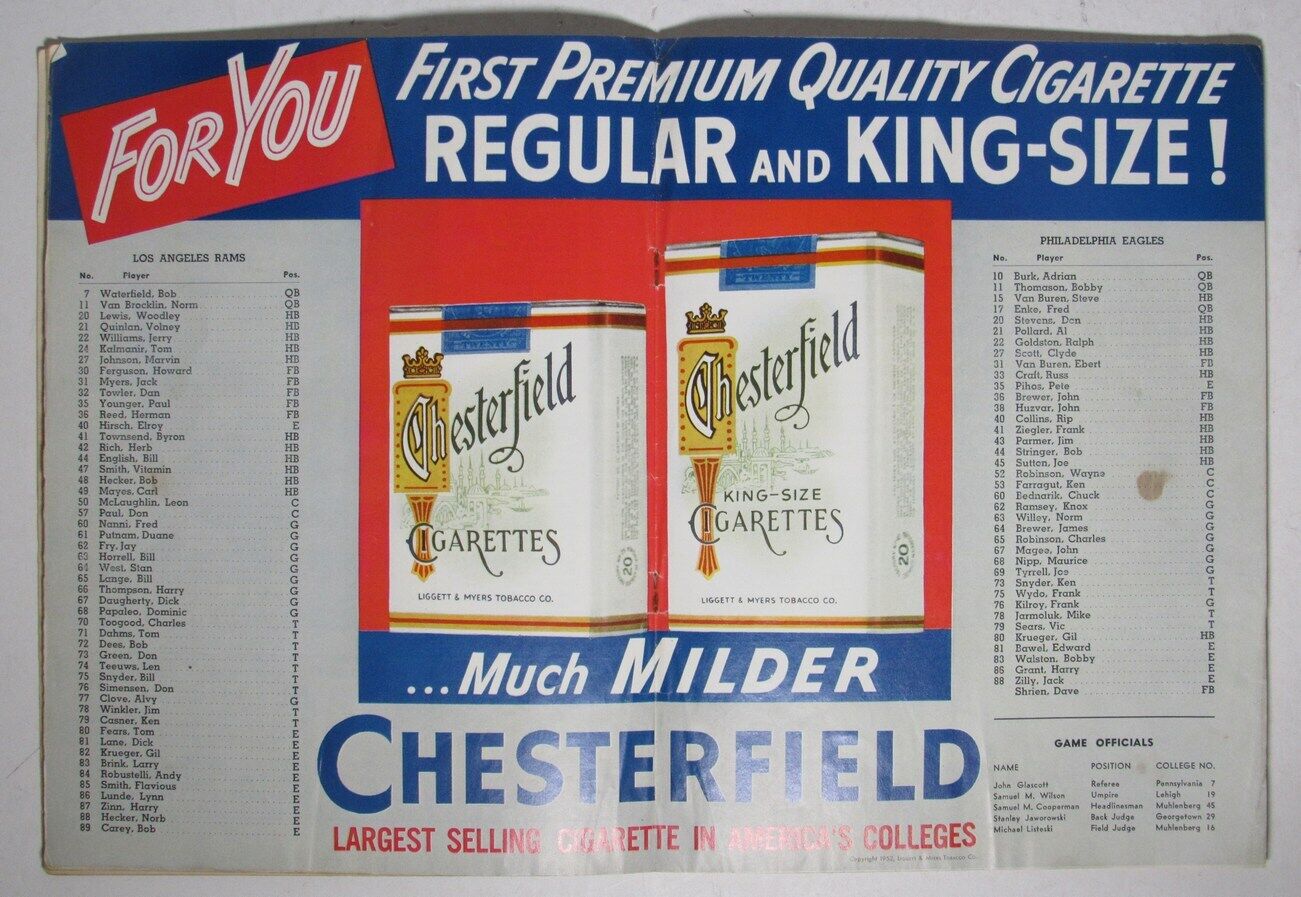 FOR YOU
FIRST PREMIUM QUALITY CIGARETTE
REGULAR AND KING-SIZE !
LOS ANGELES RAMS
No. Player Pos.
7 Waterfield, Bob QB
11 Van Brocklin, Norm QB
20 Lewis, Woodley HB
21 Quinlan, Volney HB
22 Williams, Jerry HB
24 Kalmanir, Tom HB
27 Johnson, Marvin HB
30 Ferguson, Howard FB
31 Myers, Jack FB
32 Towler, Dan FB
35 Younger, Paul FB
36 Reed, Herman FB
40 Hirsch, Elroy E
41 Townsend, Byron HB
42 Rich, Herb HB
44 English, Bill HB
47 Smith, Vitamin HB
48 Hecker, Bob HB
49 Mayes, Carl HB
50 McLaughlin, Leon C
57 Paul, Don C
60 Nanni, Fred G
61 Putnam, Duane G
62 Fry, Jay G
63 Horrell, Bill G
64 West, Stan G
65 Lange, Bill G
66 Thompson, Harry G
67 Daugherty, Dick G
68 Papaleo, Dominic G
70 Toogood, Charles T
71 Dahms, Tom T
72 Dees, Bob T
73 Green, Don T
74 Teeuws, Len T
75 Snyder, Bill T
76 Simensen, Don T
77 Clove, Alvy G
78 Winkler, Jim T
79 Casner, Ken T
80 Fears, Tom E
81 Lane, Dick E
82 Krueger, Gil E
83 Brink, Larry E
84 Robustelli, Andy E
85 Smith, Flavious E
86 Lunde, Lynn E
87 Zinn, Harry E
88 Hecker, Norb E
89 Carey, Bob E
Chesterfield
CIGARETTES
LIGGETT & MYERS TOBACCO CO.
20
Chesterfield
KING-SIZE
CIGARETTES
LIGGETT & MYERS TOBACCO CO.
20
...MUCH MILDER
CHESTERFIELD
LARGEST SELLING CIGARETTE IN AMERICA'S COLLEGES
Copyright 1952, Liggett & Myers Tobacco Co.
PHILADELPHIA EAGLES
No. Player Pos.
10 Burk, Adrian QB
11 Thomason, Bobby QB
15 Van Buren, Steve HB
17 Enke, Fred QB
20 Stevens, Don HB
21 Pollard, Al HB
22 Goldston, Ralph HB
27 Scott, Clyde HB
31 Van Buren, Ebert FB
33 Craft, Russ HB
35 Pihos, Pete E
36 Brewer, John FB
38 Huzvar, John FB
40 Collins, Rip HB
41 Ziegler, Frank HB
43 Parmer, Jim HB
44 Stringer, Bob HB
45 Sutton, Joe HB
52 Robinson, Wayne C
53 Farragut, Ken C
60 Bednarik, Chuck C
62 Ramsey, Knox G
63 Willey, Norm G
64 Brewer, James G
65 Robinson, Charles G
67 Magee, John G
68 Nipp, Maurice G
69 Tyrrell, Joe G
73 Snyder, Ken T
75 Wydo, Frank T
76 Kilroy, Frank G
78 Jarmoluk, Mike T
79 Sears, Vic T
80 Krueger, Gil HB
81 Bawel, Edward E
83 Walston, Bobby E
86 Grant, Harry E
88 Zilly, Jack E
Shrien, Dave FB
GAME OFFICIALS
NAME POSITION COLLEGE NO.
John Glascott Referee Pennsylvania 7
Samuel M. Wilson Umpire Lehigh 19
Samuel M. Cooperman Headlinesman Muhlenberg 45
Stanley Jaworowski Back Judge Georgetown 29
Michael Listeski Field Judge Muhlenberg 16